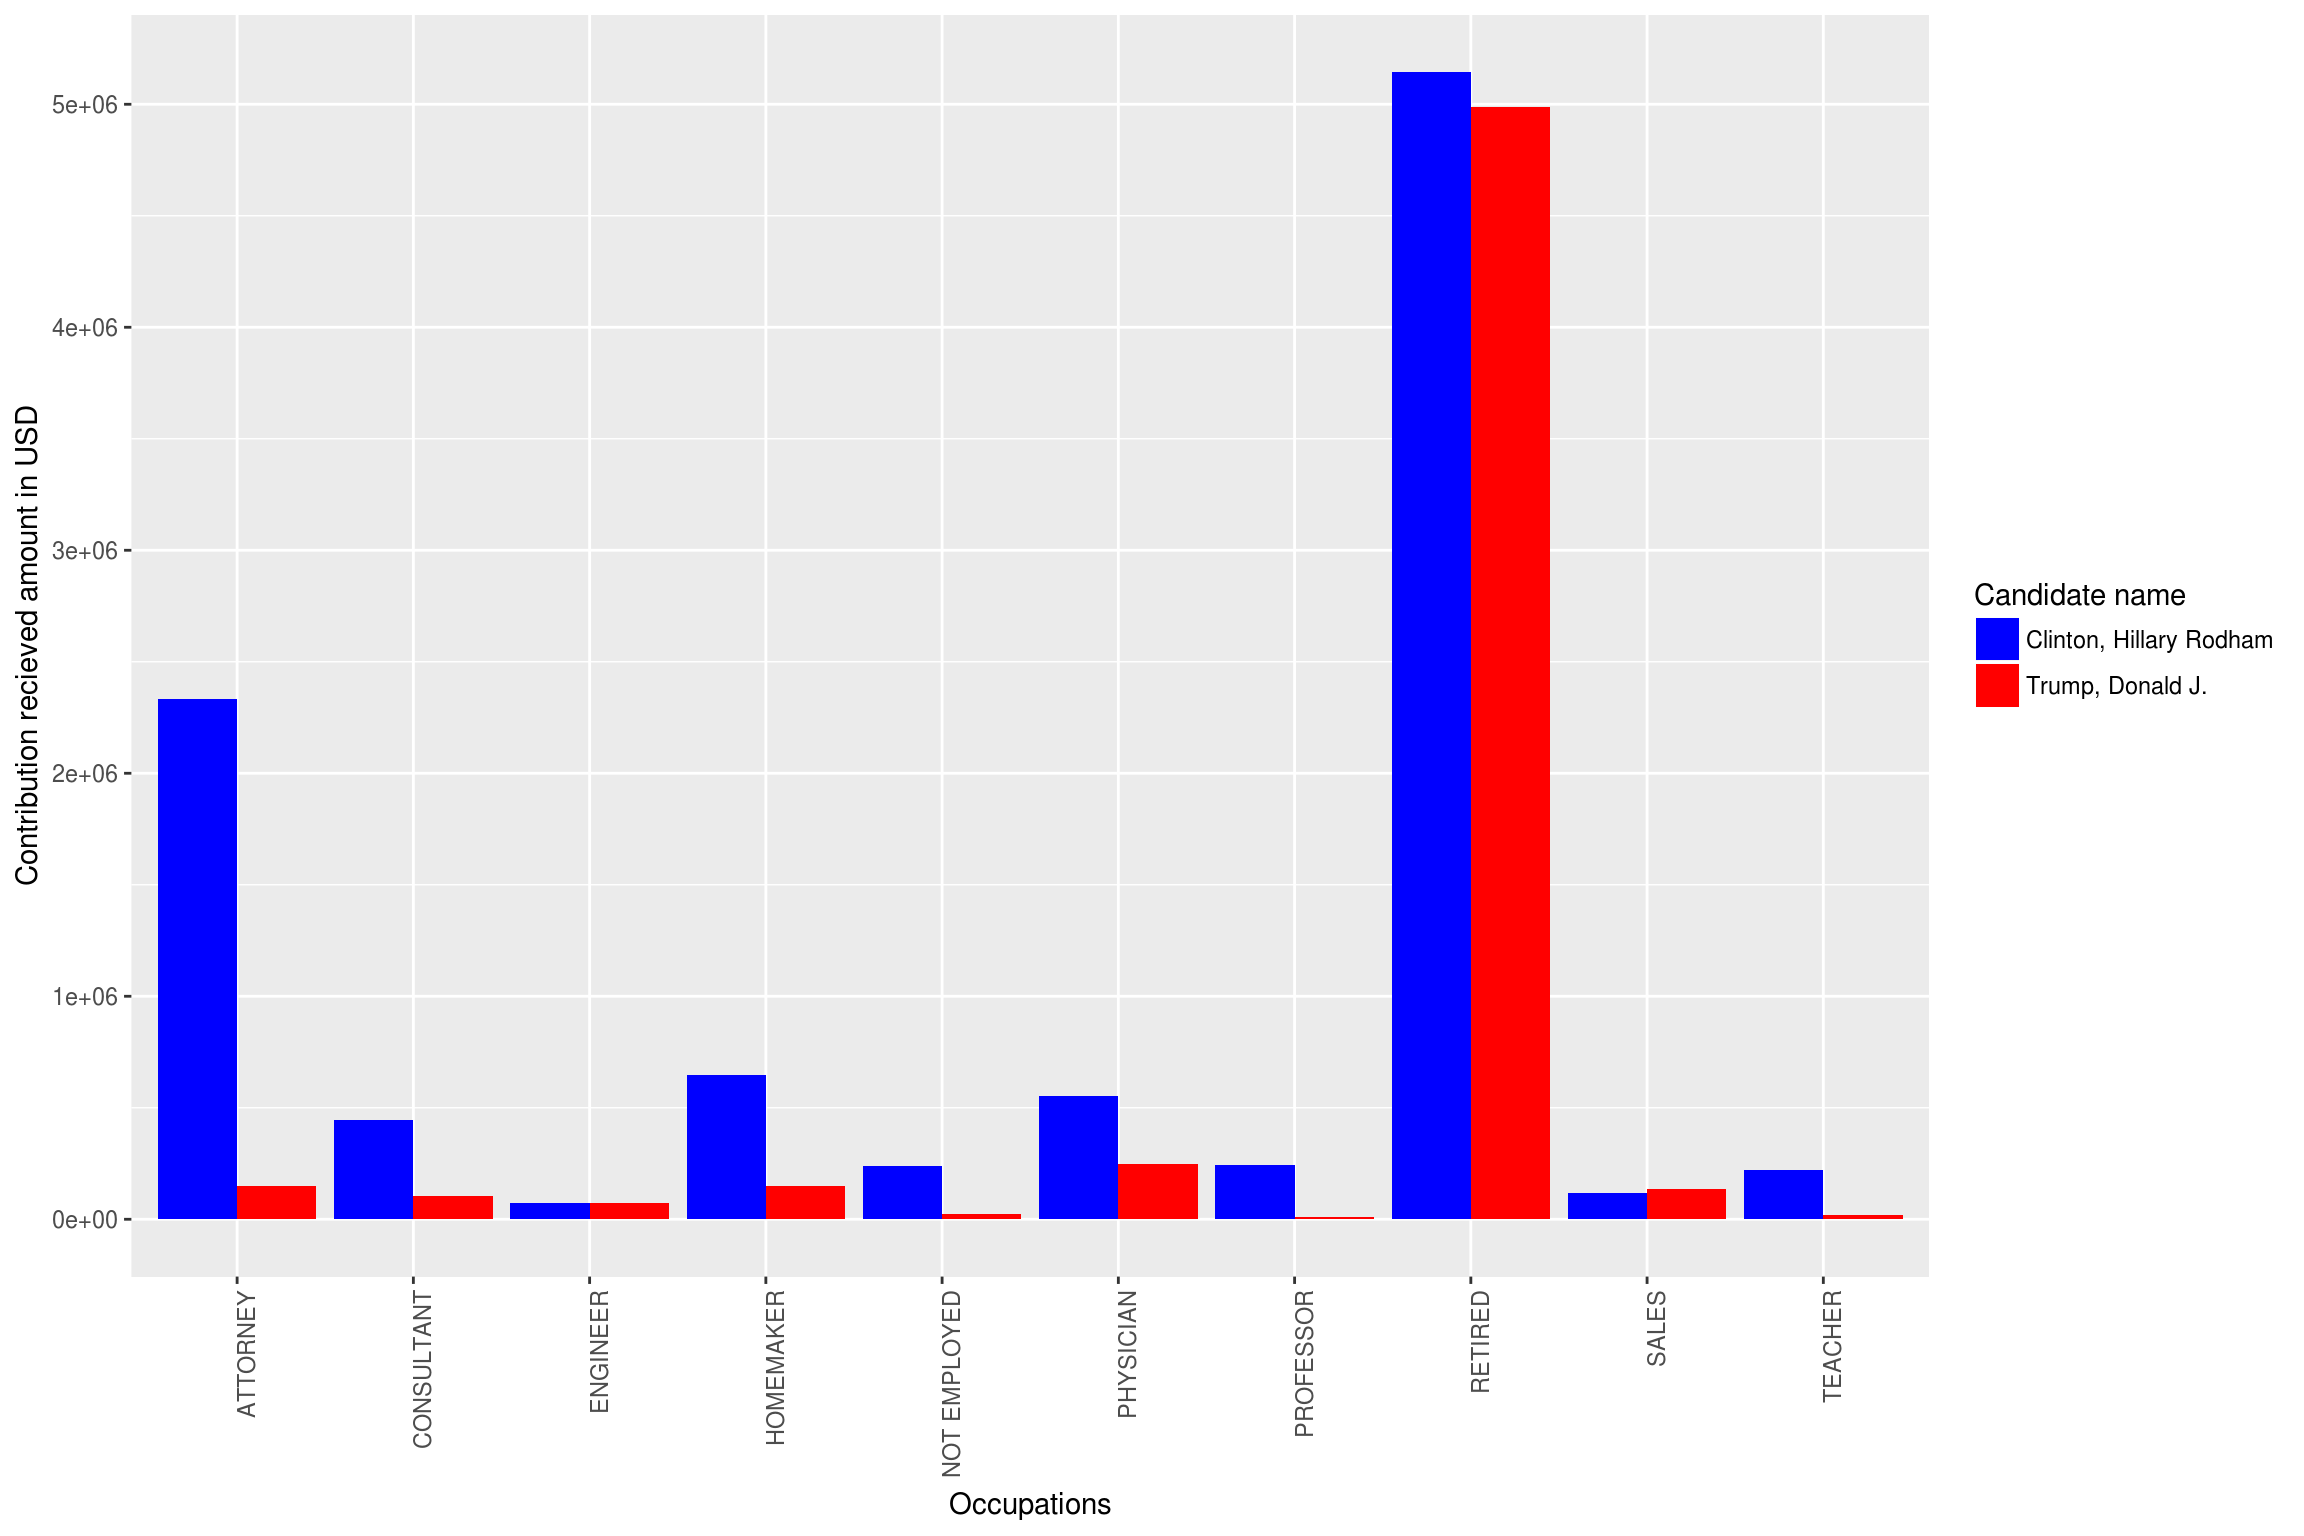 Contribution recieved amount in USD
5e+06
4e+06
3e+06
2e+06
1e+06
0e+00
ATTORNEY
CONSULTANT
ENGINEER
HOMEMAKER
NOT EMPLOYED
PHYSICIAN
PROFESSOR
RETIRED
SALES
TEACHER
Occupations
Candidate name
Clinton, Hillary Rodham
Trump, Donald J.